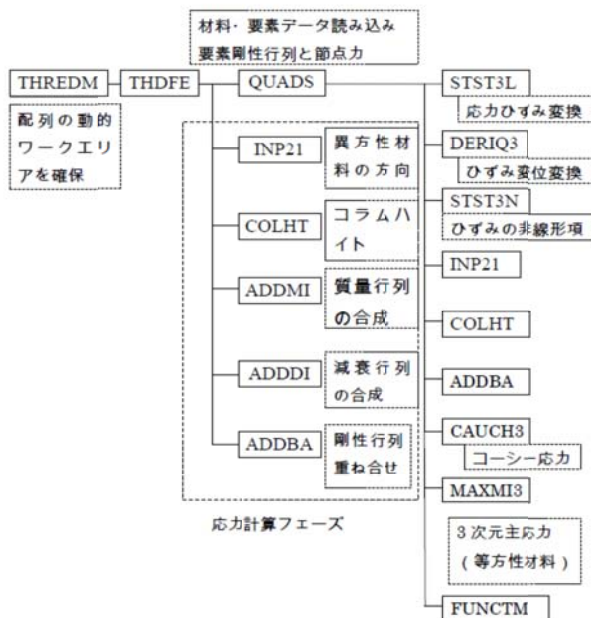 材料・要素データ読み込み
要素剛性行列と節点力
THREDM
THDFE
QUADS
STST3L
配列の動的
ワークエリ
アを確保
応力ひずみ変換
INP21
異方性材
料の方向
DERIQ3
ひずみ変位変換
STST3N
ひずみの非線形項
COLHT
コラムハ
イト
INP21
ADDMI
質量行列
の合成
COLHT
ADDDI
減衰行列
の合成
ADDBA
ADDBA
剛性行列
重ね合せ
CAUCH3
コーシー応力
MAXMI3
応力計算フェーズ
3次元主応力
(等方性材料)
FUNCTM